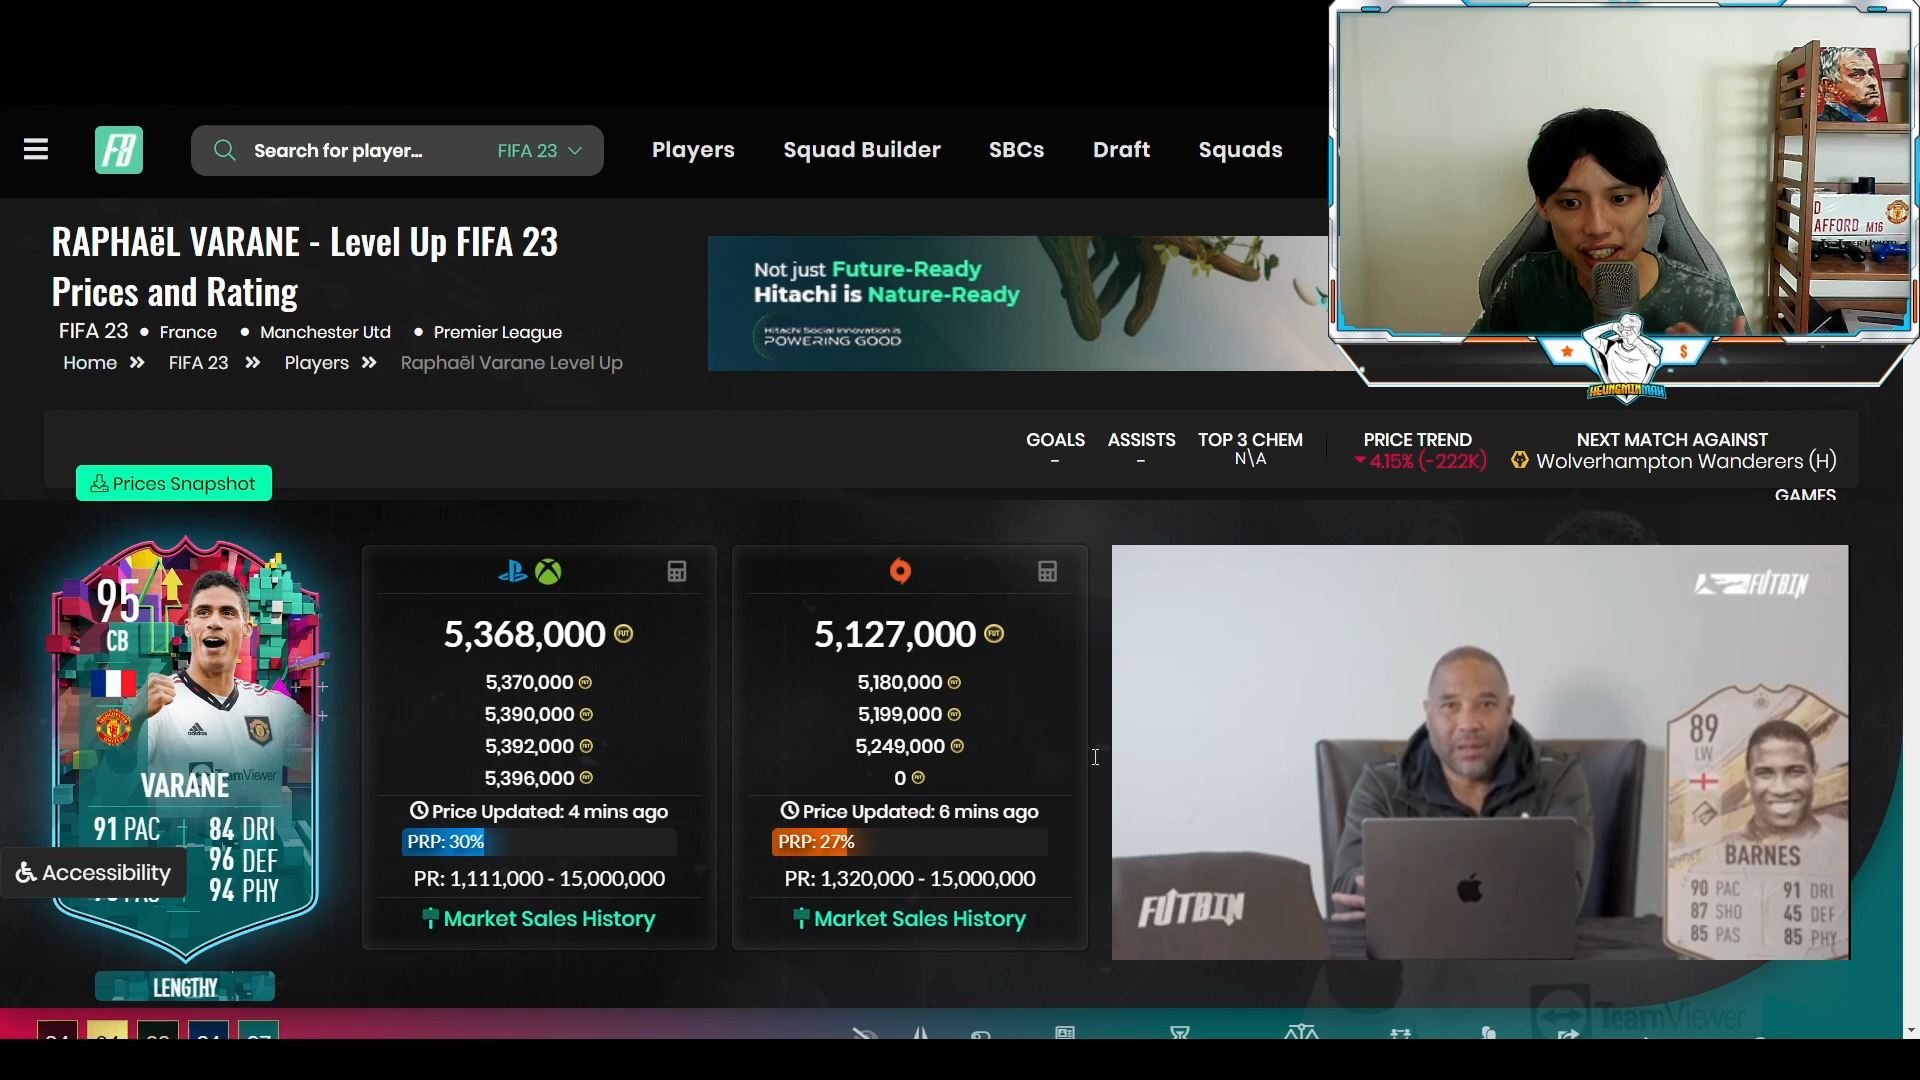 Search for player...
FIFA 23
Players
Squad Builder
SBCs
Draft
Squads
RAPHAëL VARANE - Level Up FIFA 23
Prices and Rating
FIFA 23 • France • Manchester Utd • Premier League
Home » FIFA 23 » Players » Raphaël Varane Level Up
Not just Future-Ready
Hitachi is Nature-Ready
Hitachi Social Innovation is
POWERING GOOD
AFFORD M16
HEUNGMINMAX
GOALS
-
ASSISTS
-
TOP 3 CHEM
N\A
PRICE TREND
4.15% (-222K)
NEXT MATCH AGAINST
Wolverhampton Wanderers (H)
GAMES
Prices Snapshot
95
CB
TeamViewer
VARANE
91 PAC
84 DRI
96 DEF
94 PHY
Accessibility
LENGTHY
5,368,000
5,370,000
5,390,000
5,392,000
5,396,000
Price Updated: 4 mins ago
PRP: 30%
PR: 1,111,000 - 15,000,000
Market Sales History
5,127,000
5,180,000
5,199,000
5,249,000
0
Price Updated: 6 mins ago
PRP: 27%
PR: 1,320,000 - 15,000,000
Market Sales History
FUTBIN
FUTBIN
89
LW
BARNES
90 PAC
87 SHO
85 PAS
91 DRI
45 DEF
85 PHY
TeamViewer